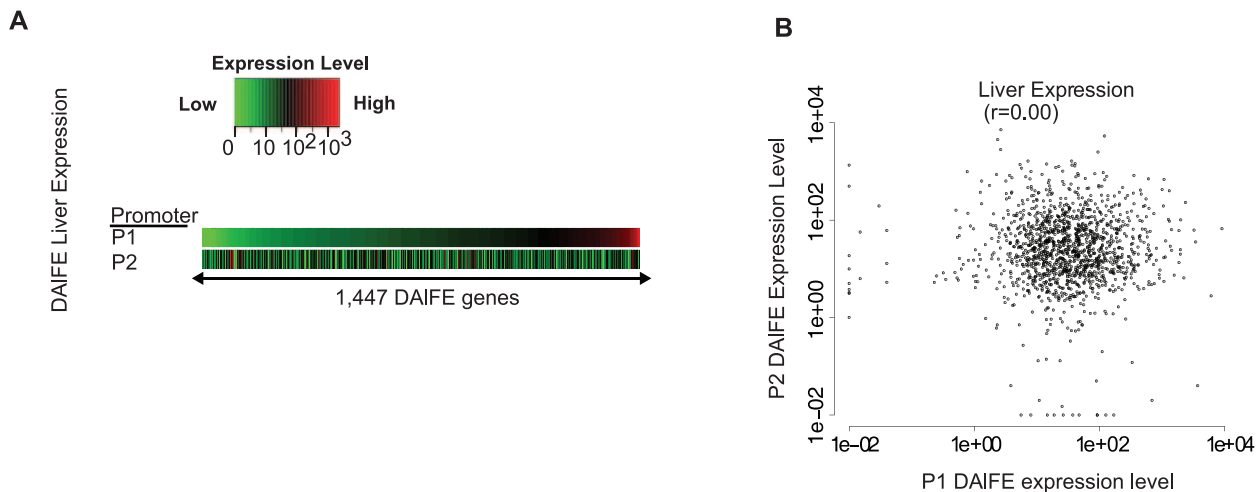 A
Expression Level
Low
High
0 10 10² 10³
DAIFE Liver Expression
Promoter
P1
P2
1,447 DAIFE genes
B
Liver Expression
(r=0.00)
P2 DAIFE Expression Level
1e+04
1e+02
1e+00
1e−02
1e−02 1e+00 1e+02 1e+04
P1 DAIFE expression level